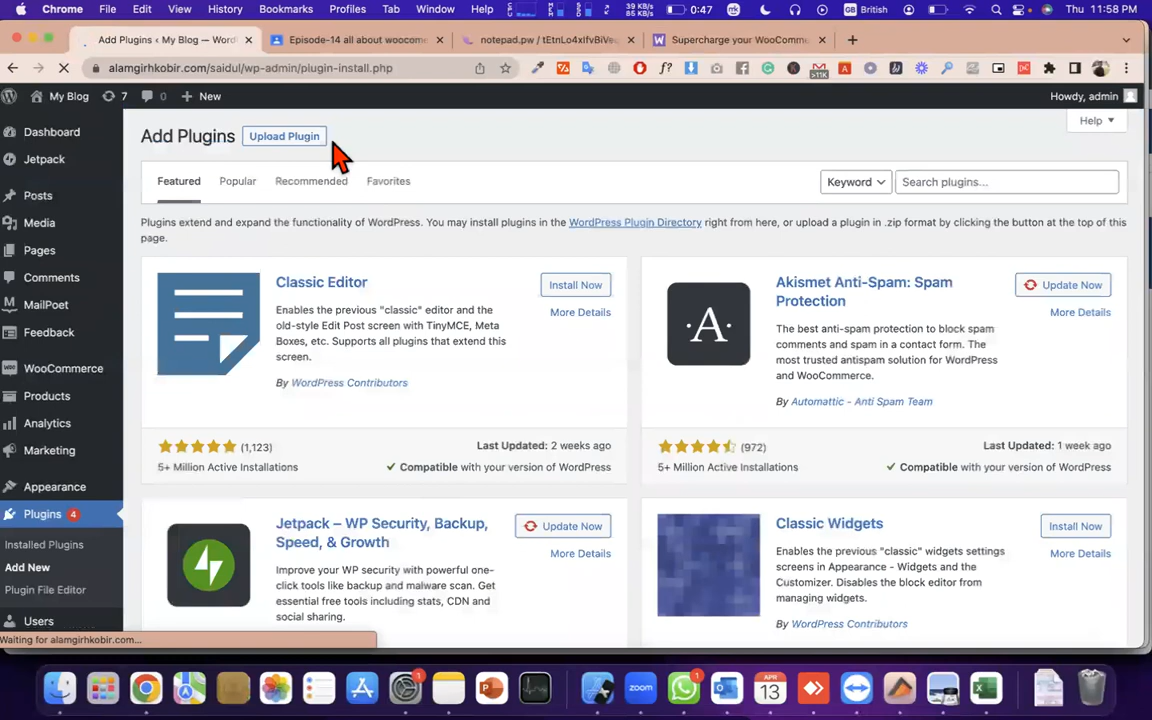 Chrome File Edit View History Bookmarks Profiles Tab Window Help 39 KB/s 85 KB/s 0:47 British Thu 11:58 PM
Add Plugins ‹ My Blog — Word Episode-14 all about woocom notepad.pw / tEtnLo4xIfvBiVe Supercharge your WooComme
alamgirhkobir.com/saidul/wp-admin/plugin-install.php
My Blog 7 0 New Howdy, admin
Help
Add Plugins Upload Plugin
Featured Popular Recommended Favorites Keyword Search plugins...
Plugins extend and expand the functionality of WordPress. You may install plugins in the WordPress Plugin Directory right from here, or upload a plugin in .zip format by clicking the button at the top of this
page.
Dashboard
Jetpack
Posts
Media
Pages
Comments
MailPoet
Feedback
WooCommerce
Products
Analytics
Marketing
Appearance
Plugins 4
Installed Plugins
Add New
Plugin File Editor
Users
Classic Editor
Install Now
More Details
Enables the previous "classic" editor and the
old-style Edit Post screen with TinyMCE, Meta
Boxes, etc. Supports all plugins that extend this
screen.
By WordPress Contributors
(1,123)
Last Updated: 2 weeks ago
5+ Million Active Installations
Compatible with your version of WordPress
A
Akismet Anti-Spam: Spam
Protection
Update Now
More Details
The best anti-spam protection to block spam
comments and spam in a contact form. The
most trusted antispam solution for WordPress
and WooCommerce.
By Automattic - Anti Spam Team
(972)
Last Updated: 1 week ago
5+ Million Active Installations
Compatible with your version of WordPress
Jetpack – WP Security, Backup,
Speed, & Growth
Update Now
More Details
Improve your WP security with powerful one-
click tools like backup and malware scan. Get
essential free tools including stats, CDN and
social sharing.
Classic Widgets
Install Now
More Details
Enables the previous "classic" widgets settings
screens in Appearance - Widgets and the
Customizer. Disables the block editor from
managing widgets.
By WordPress Contributors
Waiting for alamgirhkobir.com...
1
zoom
1
APR
13